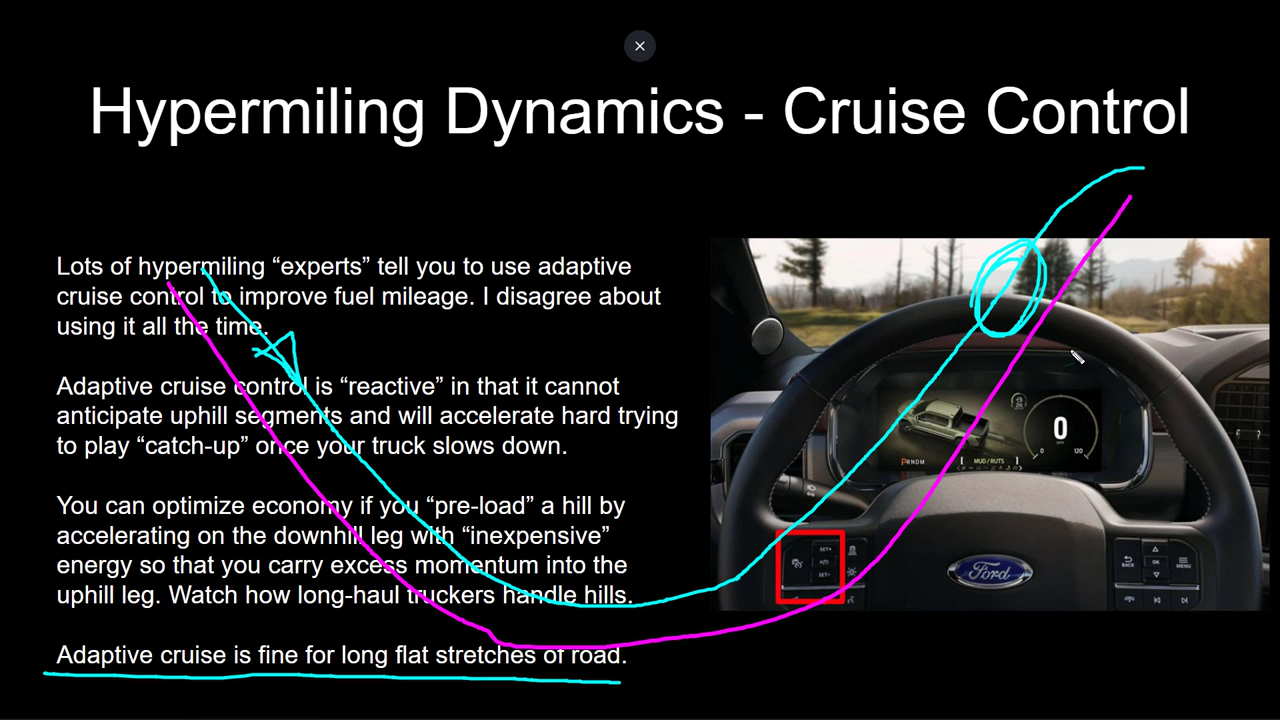 Hypermiling Dynamics - Cruise Control
Lots of hypermiling “experts” tell you to use adaptive
cruise control to improve fuel mileage. I disagree about
using it all the time.
Adaptive cruise control is “reactive” in that it cannot
anticipate uphill segments and will accelerate hard trying
to play “catch-up” once your truck slows down.
You can optimize economy if you “pre-load” a hill by
accelerating on the downhill leg with “inexpensive”
energy so that you carry excess momentum into the
uphill leg. Watch how long-haul truckers handle hills.
Adaptive cruise is fine for long flat stretches of road.
0
0 120
PRNDM
MUD / RUTS
SET+
SET-
BACK
OK
MENU
Ford